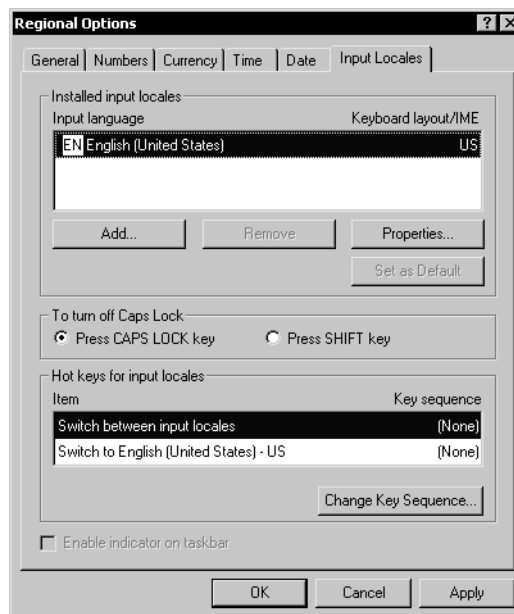 Regional Options
General Numbers Currency Time Date Input Locales
Installed input locales
Input language Keyboard layout/IME
EN English (United States) US
Add... Remove Properties...
Set as Default
To turn off Caps Lock
Press CAPS LOCK key Press SHIFT key
Hot keys for input locales
Item Key sequence
Switch between input locales (None)
Switch to English (United States) - US (None)
Change Key Sequence...
Enable indicator on taskbar
OK Cancel Apply